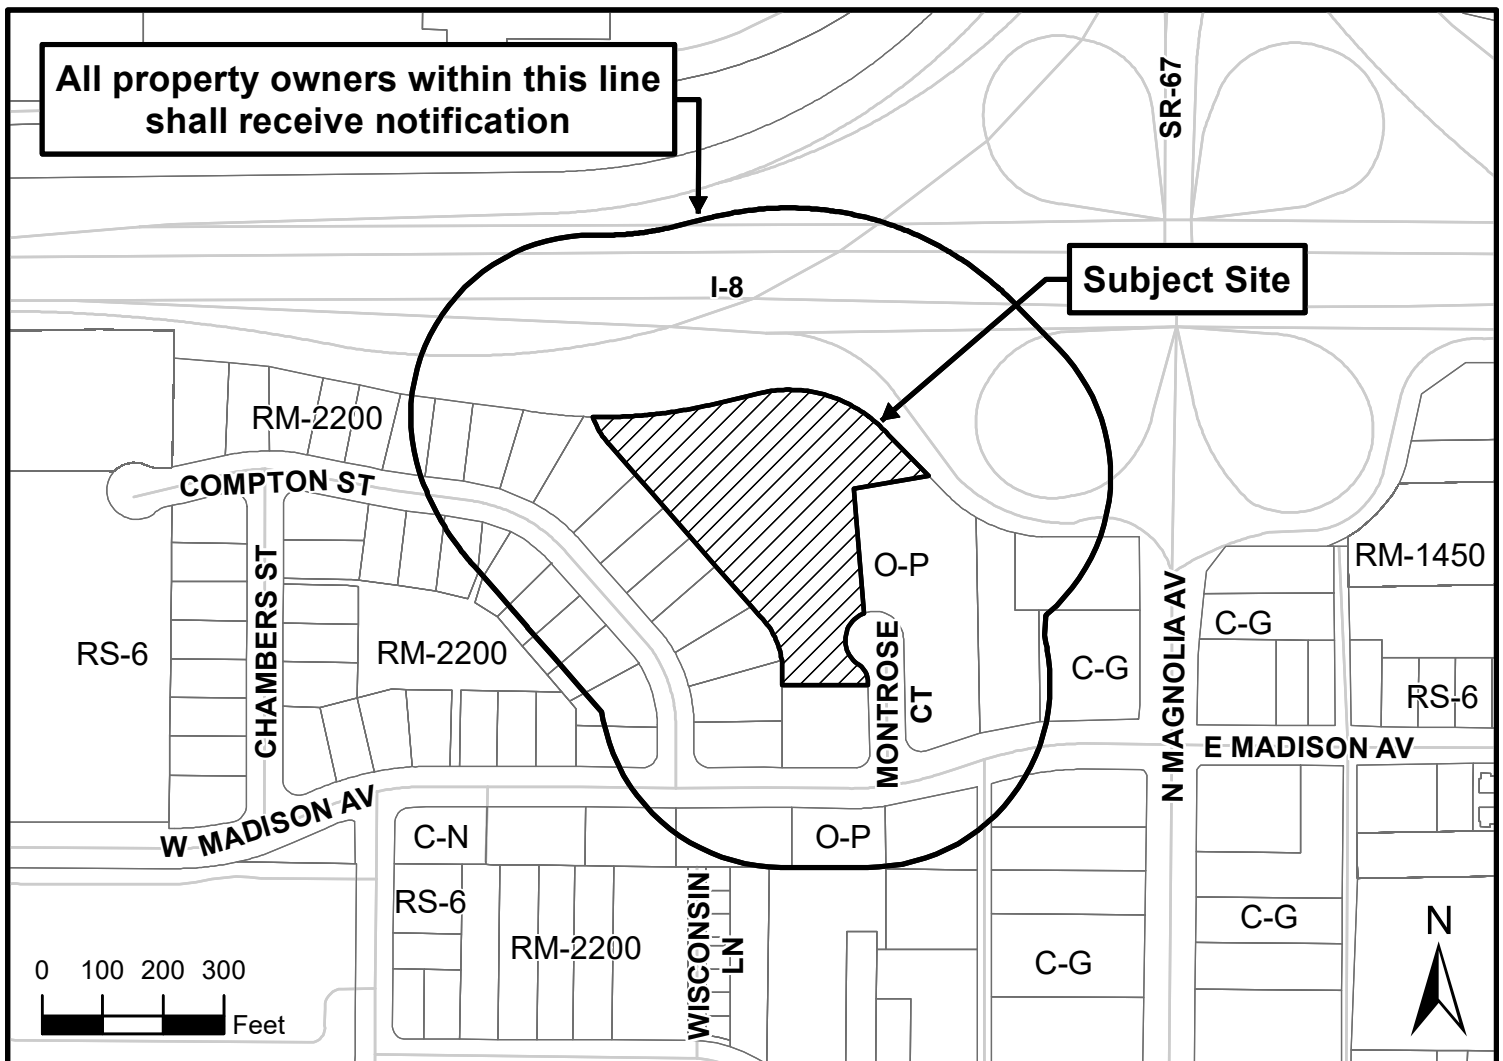 All property owners within this line
shall receive notification
SR-67
Subject Site
I-8
RM-2200
COMPTON ST
CHAMBERS ST
O-P
RM-1450
RS-6
RM-2200
MONTROSE
CT
C-G
N MAGNOLIA AV
C-G
RS-6
E MADISON AV
W MADISON AV
C-N
O-P
RS-6
RM-2200
WISCONSIN
LN
C-G
C-G
N
0 100 200 300
Feet